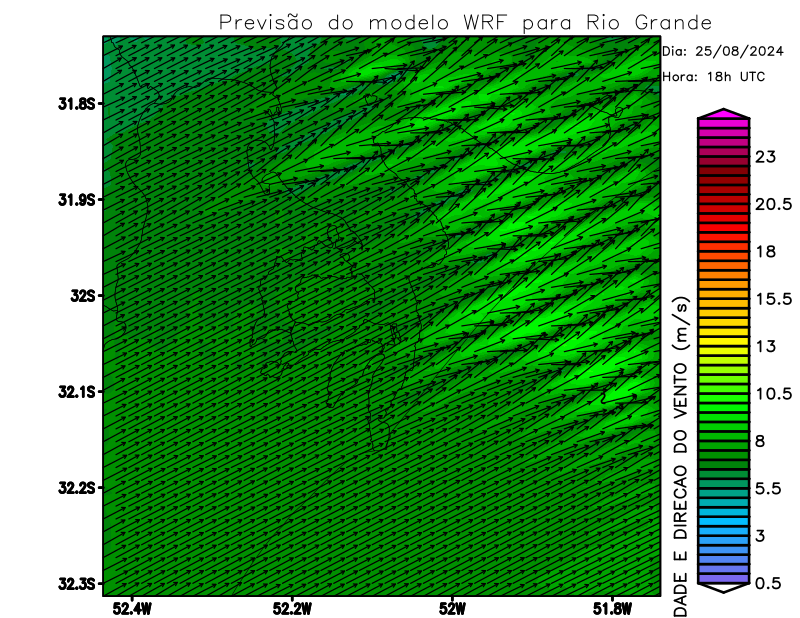 Previsão do modelo WRF para Rio Grande
Dia: 25/08/2024
Hora: 18h UTC
31.8S
31.9S
32S
32.1S
32.2S
32.3S
52.4W
52.2W
52W
51.8W
23
20.5
18
15.5
13
10.5
8
5.5
3
0.5
DADE E DIRECAO DO VENTO (m/s)